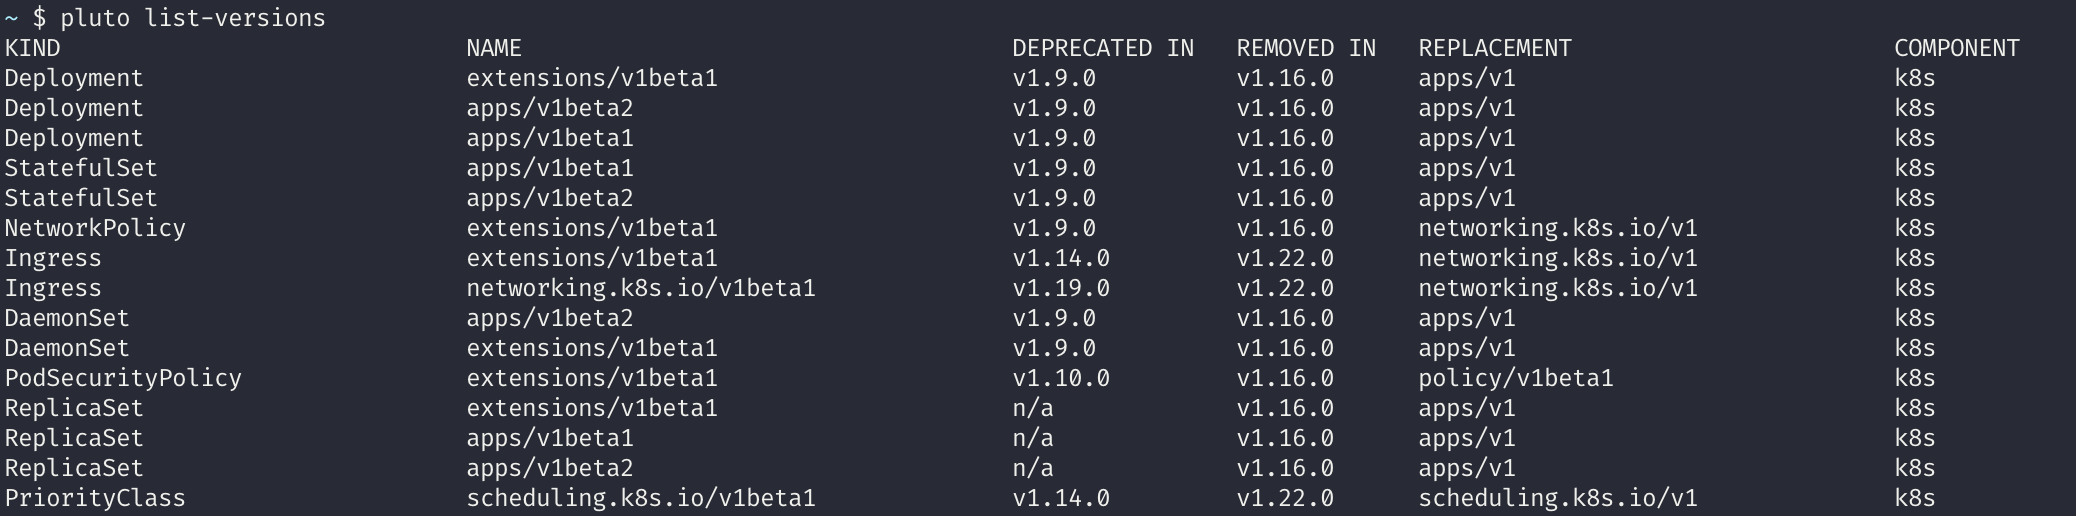 ~ $ pluto list-versions
KIND NAME DEPRECATED IN REMOVED IN REPLACEMENT COMPONENT
Deployment extensions/v1beta1 v1.9.0 v1.16.0 apps/v1 k8s
Deployment apps/v1beta2 v1.9.0 v1.16.0 apps/v1 k8s
Deployment apps/v1beta1 v1.9.0 v1.16.0 apps/v1 k8s
StatefulSet apps/v1beta1 v1.9.0 v1.16.0 apps/v1 k8s
StatefulSet apps/v1beta2 v1.9.0 v1.16.0 apps/v1 k8s
NetworkPolicy extensions/v1beta1 v1.9.0 v1.16.0 networking.k8s.io/v1 k8s
Ingress extensions/v1beta1 v1.14.0 v1.22.0 networking.k8s.io/v1 k8s
Ingress networking.k8s.io/v1beta1 v1.19.0 v1.22.0 networking.k8s.io/v1 k8s
DaemonSet apps/v1beta2 v1.9.0 v1.16.0 apps/v1 k8s
DaemonSet extensions/v1beta1 v1.9.0 v1.16.0 apps/v1 k8s
PodSecurityPolicy extensions/v1beta1 v1.10.0 v1.16.0 policy/v1beta1 k8s
ReplicaSet extensions/v1beta1 n/a v1.16.0 apps/v1 k8s
ReplicaSet apps/v1beta1 n/a v1.16.0 apps/v1 k8s
ReplicaSet apps/v1beta2 n/a v1.16.0 apps/v1 k8s
PriorityClass scheduling.k8s.io/v1beta1 v1.14.0 v1.22.0 scheduling.k8s.io/v1 k8s